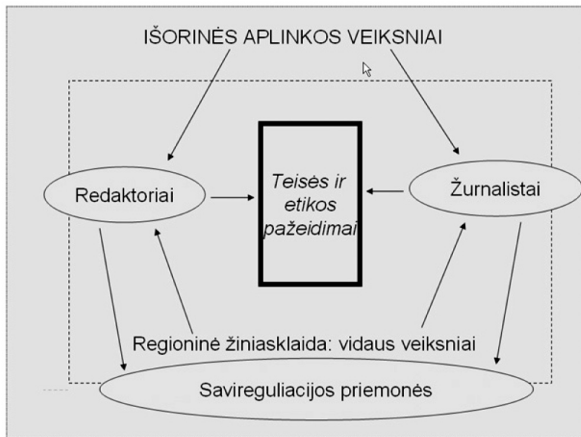 IŠORINĖS APLINKOS VEIKSNIAI
Redaktoriai
Teisės ir
etikos
pažeidimai
Žurnalistai
Regioninė žiniasklaida: vidaus veiksniai
Savireguliacijos priemonės